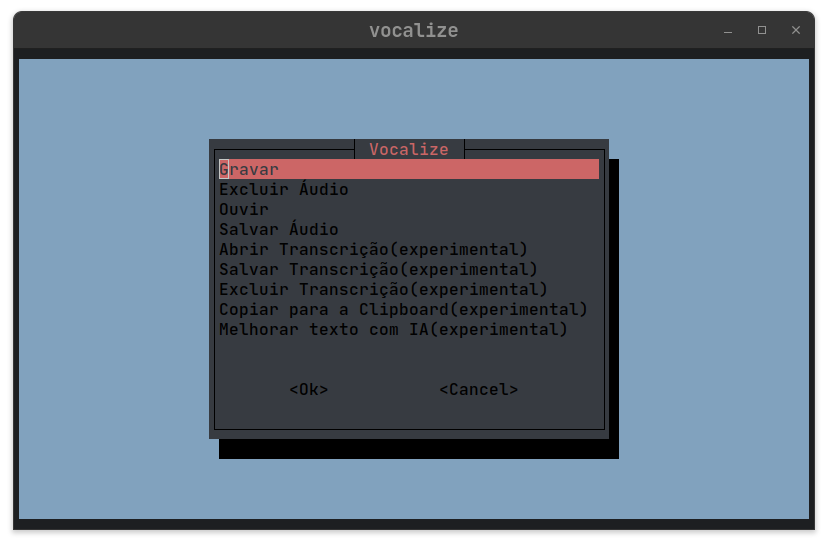 vocalize
Vocalize
Gravar
Excluir Áudio
Ouvir
Salvar Áudio
Abrir Transcrição(experimental)
Salvar Transcrição(experimental)
Excluir Transcrição(experimental)
Copiar para a Clipboard(experimental)
Melhorar texto com IA(experimental)
<Ok> <Cancel>